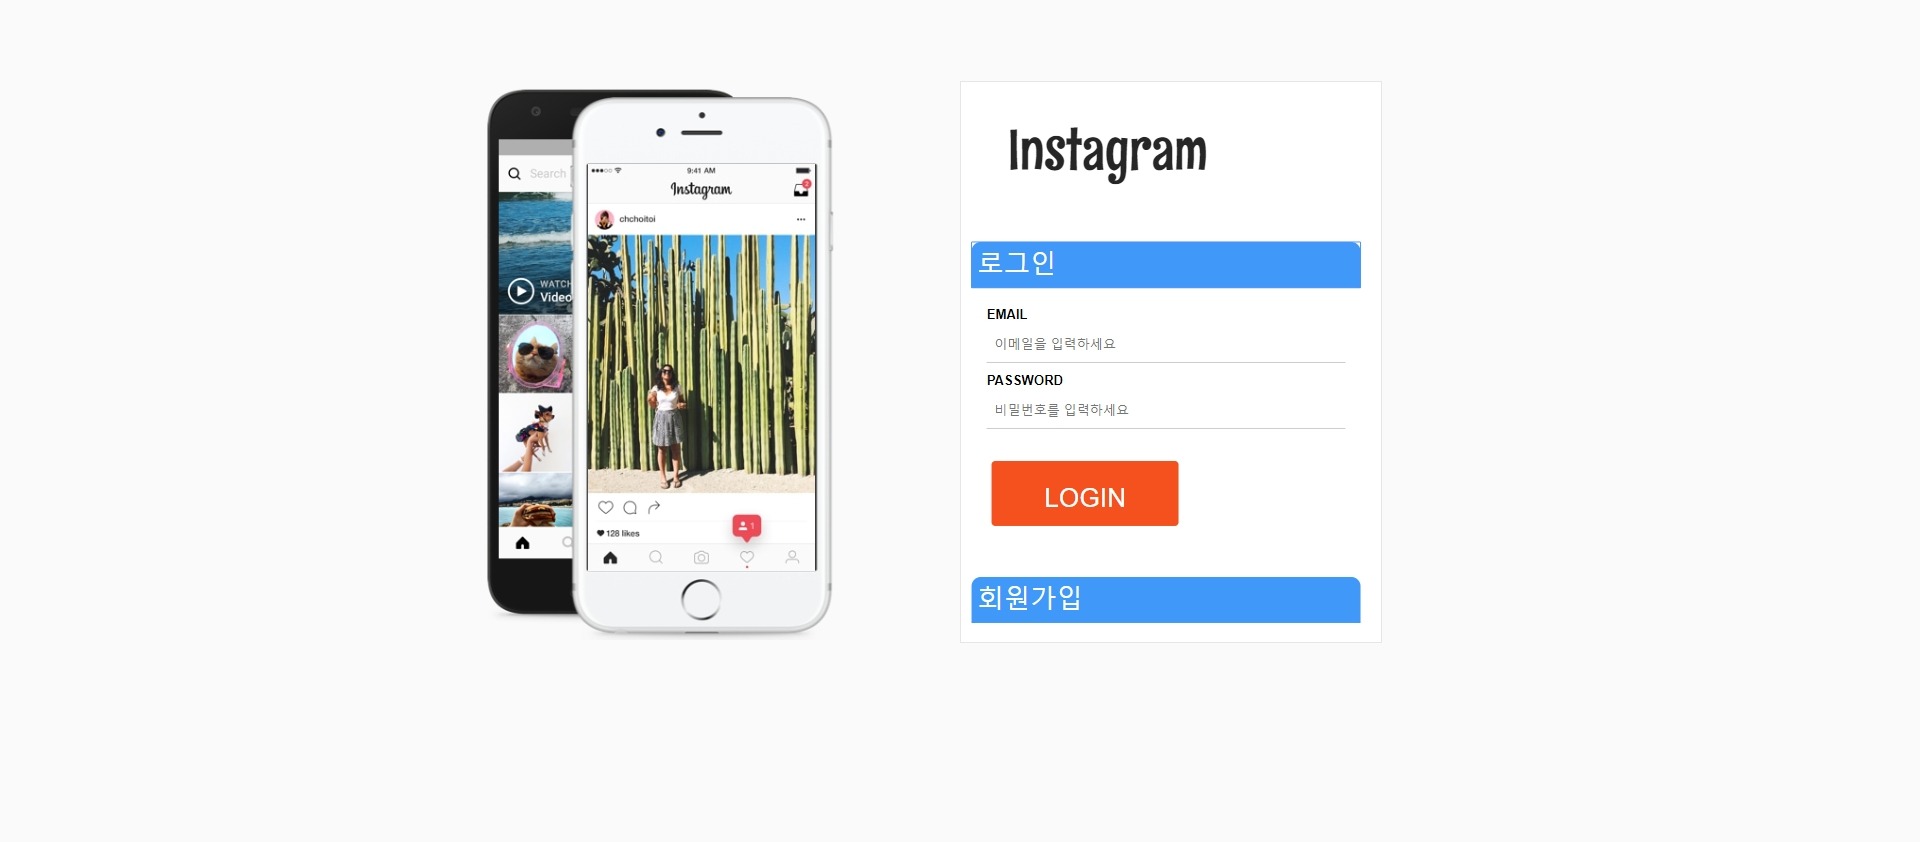 Search
WATCH
Video
9:41 AM
Instagram
2
chchoitoi
1
128 likes
Instagram
로그인
EMAIL
이메일을 입력하세요
PASSWORD
비밀번호를 입력하세요
LOGIN
회원가입